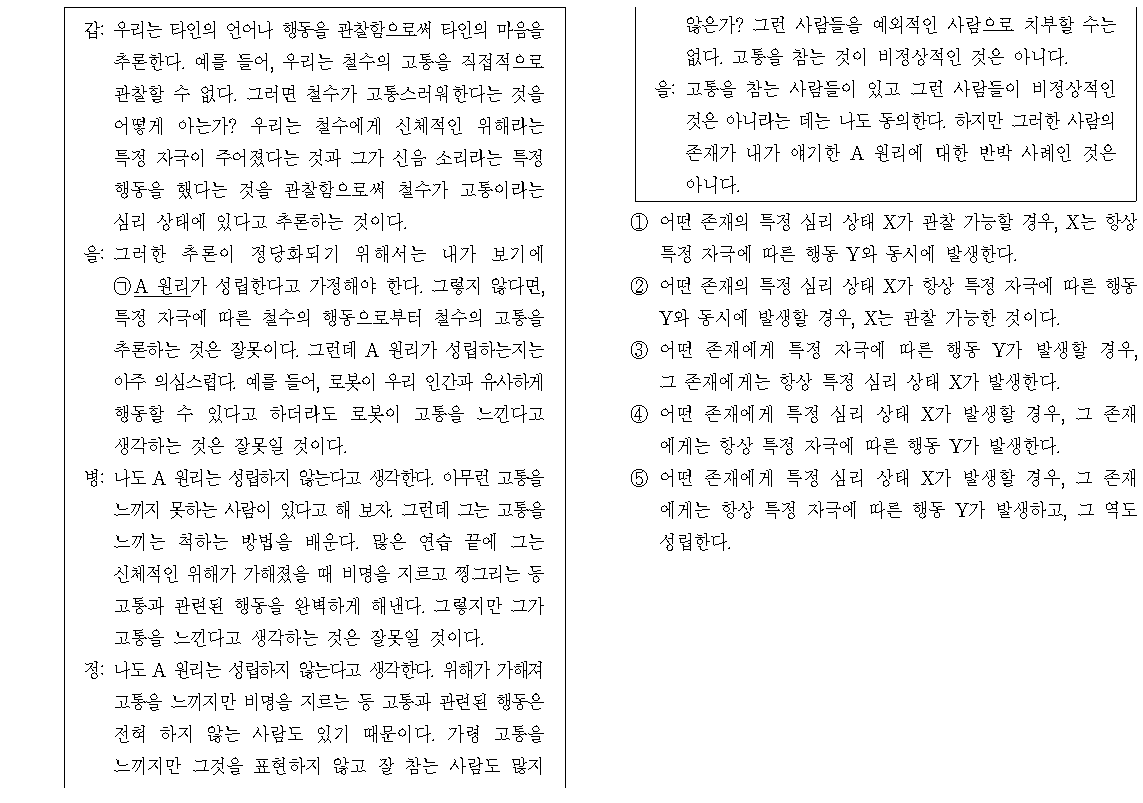 갑: 우리는 타인의 언어나 행동을 관찰함으로써 타인의 마음을
추론한다. 예를 들어, 우리는 철수의 고통을 직접적으로
관찰할 수 없다. 그러면 철수가 고통스러워한다는 것을
어떻게 아는가? 우리는 철수에게 신체적인 위해라는
특정 자극이 주어졌다는 것과 그가 신음 소리라는 특정
행동을 했다는 것을 관찰함으로써 철수가 고통이라는
심리 상태에 있다고 추론하는 것이다.
을: 그러한 추론이 정당화되기 위해서는 내가 보기에
㉠A 원리가 성립한다고 가정해야 한다. 그렇지 않다면,
특정 자극에 따른 철수의 행동으로부터 철수의 고통을
추론하는 것은 잘못이다. 그런데 A 원리가 성립하는지는
아주 의심스럽다. 예를 들어, 로봇이 우리 인간과 유사하게
행동할 수 있다고 하더라도 로봇이 고통을 느낀다고
생각하는 것은 잘못일 것이다.
병: 나도 A 원리는 성립하지 않는다고 생각한다. 아무런 고통을
느끼지 못하는 사람이 있다고 해 보자. 그런데 그는 고통을
느끼는 척하는 방법을 배운다. 많은 연습 끝에 그는
신체적인 위해가 가해졌을 때 비명을 지르고 찡그리는 등
고통과 관련된 행동을 완벽하게 해낸다. 그렇지만 그가
고통을 느낀다고 생각하는 것은 잘못일 것이다.
정: 나도 A 원리는 성립하지 않는다고 생각한다. 위해가 가해져
고통을 느끼지만 비명을 지르는 등 고통과 관련된 행동은
전혀 하지 않는 사람도 있기 때문이다. 가령 고통을
느끼지만 그것을 표현하지 않고 잘 참는 사람도 많지
않은가? 그런 사람들을 예외적인 사람으로 치부할 수는
없다. 고통을 참는 것이 비정상적인 것은 아니다.
을: 고통을 참는 사람들이 있고 그런 사람들이 비정상적인
것은 아니라는 데는 나도 동의한다. 하지만 그러한 사람의
존재가 내가 얘기한 A 원리에 대한 반박 사례인 것은
아니다.
① 어떤 존재의 특정 심리 상태 X가 관찰 가능할 경우, X는 항상
특정 자극에 따른 행동 Y와 동시에 발생한다.
② 어떤 존재의 특정 심리 상태 X가 항상 특정 자극에 따른 행동
Y와 동시에 발생할 경우, X는 관찰 가능한 것이다.
③ 어떤 존재에게 특정 자극에 따른 행동 Y가 발생할 경우,
그 존재에게는 항상 특정 심리 상태 X가 발생한다.
④ 어떤 존재에게 특정 심리 상태 X가 발생할 경우, 그 존재
에게는 항상 특정 자극에 따른 행동 Y가 발생한다.
⑤ 어떤 존재에게 특정 심리 상태 X가 발생할 경우, 그 존재
에게는 항상 특정 자극에 따른 행동 Y가 발생하고, 그 역도
성립한다.